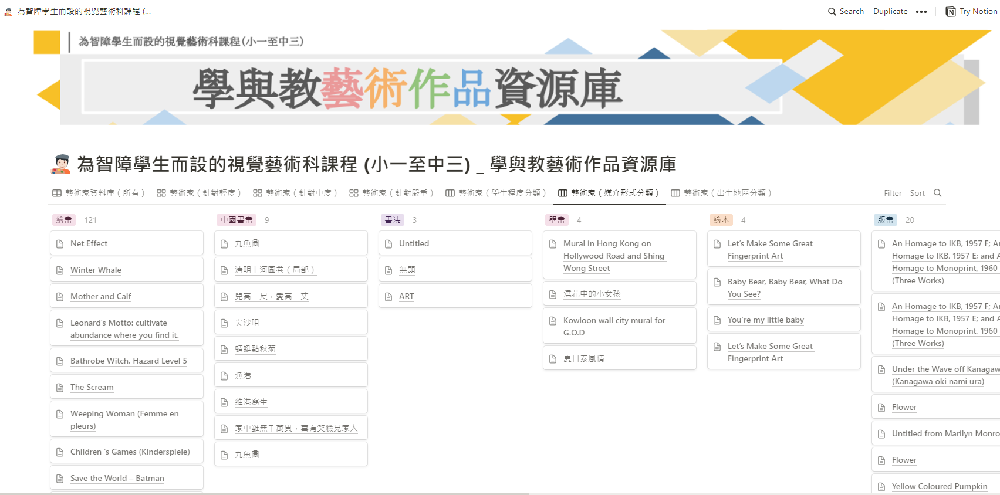 為智障學生而設的視覺藝術科課程 (...
Search
Duplicate
Try Notion
為智障學生而設的視覺藝術科課程(小一至中三)
學與教藝術作品資源庫
為智障學生而設的視覺藝術科課程 (小一至中三) _ 學與教藝術作品資源庫
藝術家資料庫（所有）
藝術家（針對輕度）
藝術家（針對中度）
藝術家（針對嚴重）
藝術家（學生程度分類）
藝術家（媒介形式分類）
藝術家（出生地區分類）
Filter
Sort
繪畫 121
Net Effect
Winter Whale
Mother and Calf
Leonard’s Motto: cultivate
abundance where you find it.
Bathrobe Witch, Hazard Level 5
The Scream
Weeping Woman (Femme en
pleurs)
Children ‘s Games (Kinderspiele)
Save the World – Batman
中國書畫 9
九魚圖
清明上河圖卷（局部）
兒高一尺，愛高一丈
尖沙咀
蜻蜓點秋菊
漁港
維港寫生
家中雖無千萬貫，喜有笑臉見家人
九魚圖
書法 3
Untitled
無題
ART
壁畫 4
Mural in Hong Kong on
Hollywood Road and Shing
Wong Street
澆花中的小女孩
Kowloon wall city mural for
G.O.D
夏日泰風情
繪本 4
Let’s Make Some Great
Fingerprint Art
Baby Bear, Baby Bear, What Do
You See?
You’re my little baby
Let’s Make Some Great
Fingerprint Art
版畫 20
An Homage to IKB, 1957 F; An
Homage to IKB, 1957 E; and A
Homage to Monoprint, 1960
(Three Works)
An Homage to IKB, 1957 F; An
Homage to IKB, 1957 E; and A
Homage to Monoprint, 1960
(Three Works)
Under the Wave off Kanagaw
(Kanagawa oki nami ura)
Flower
Untitled from Marilyn Monro
Flower
Yellow Coloured Pumpkin